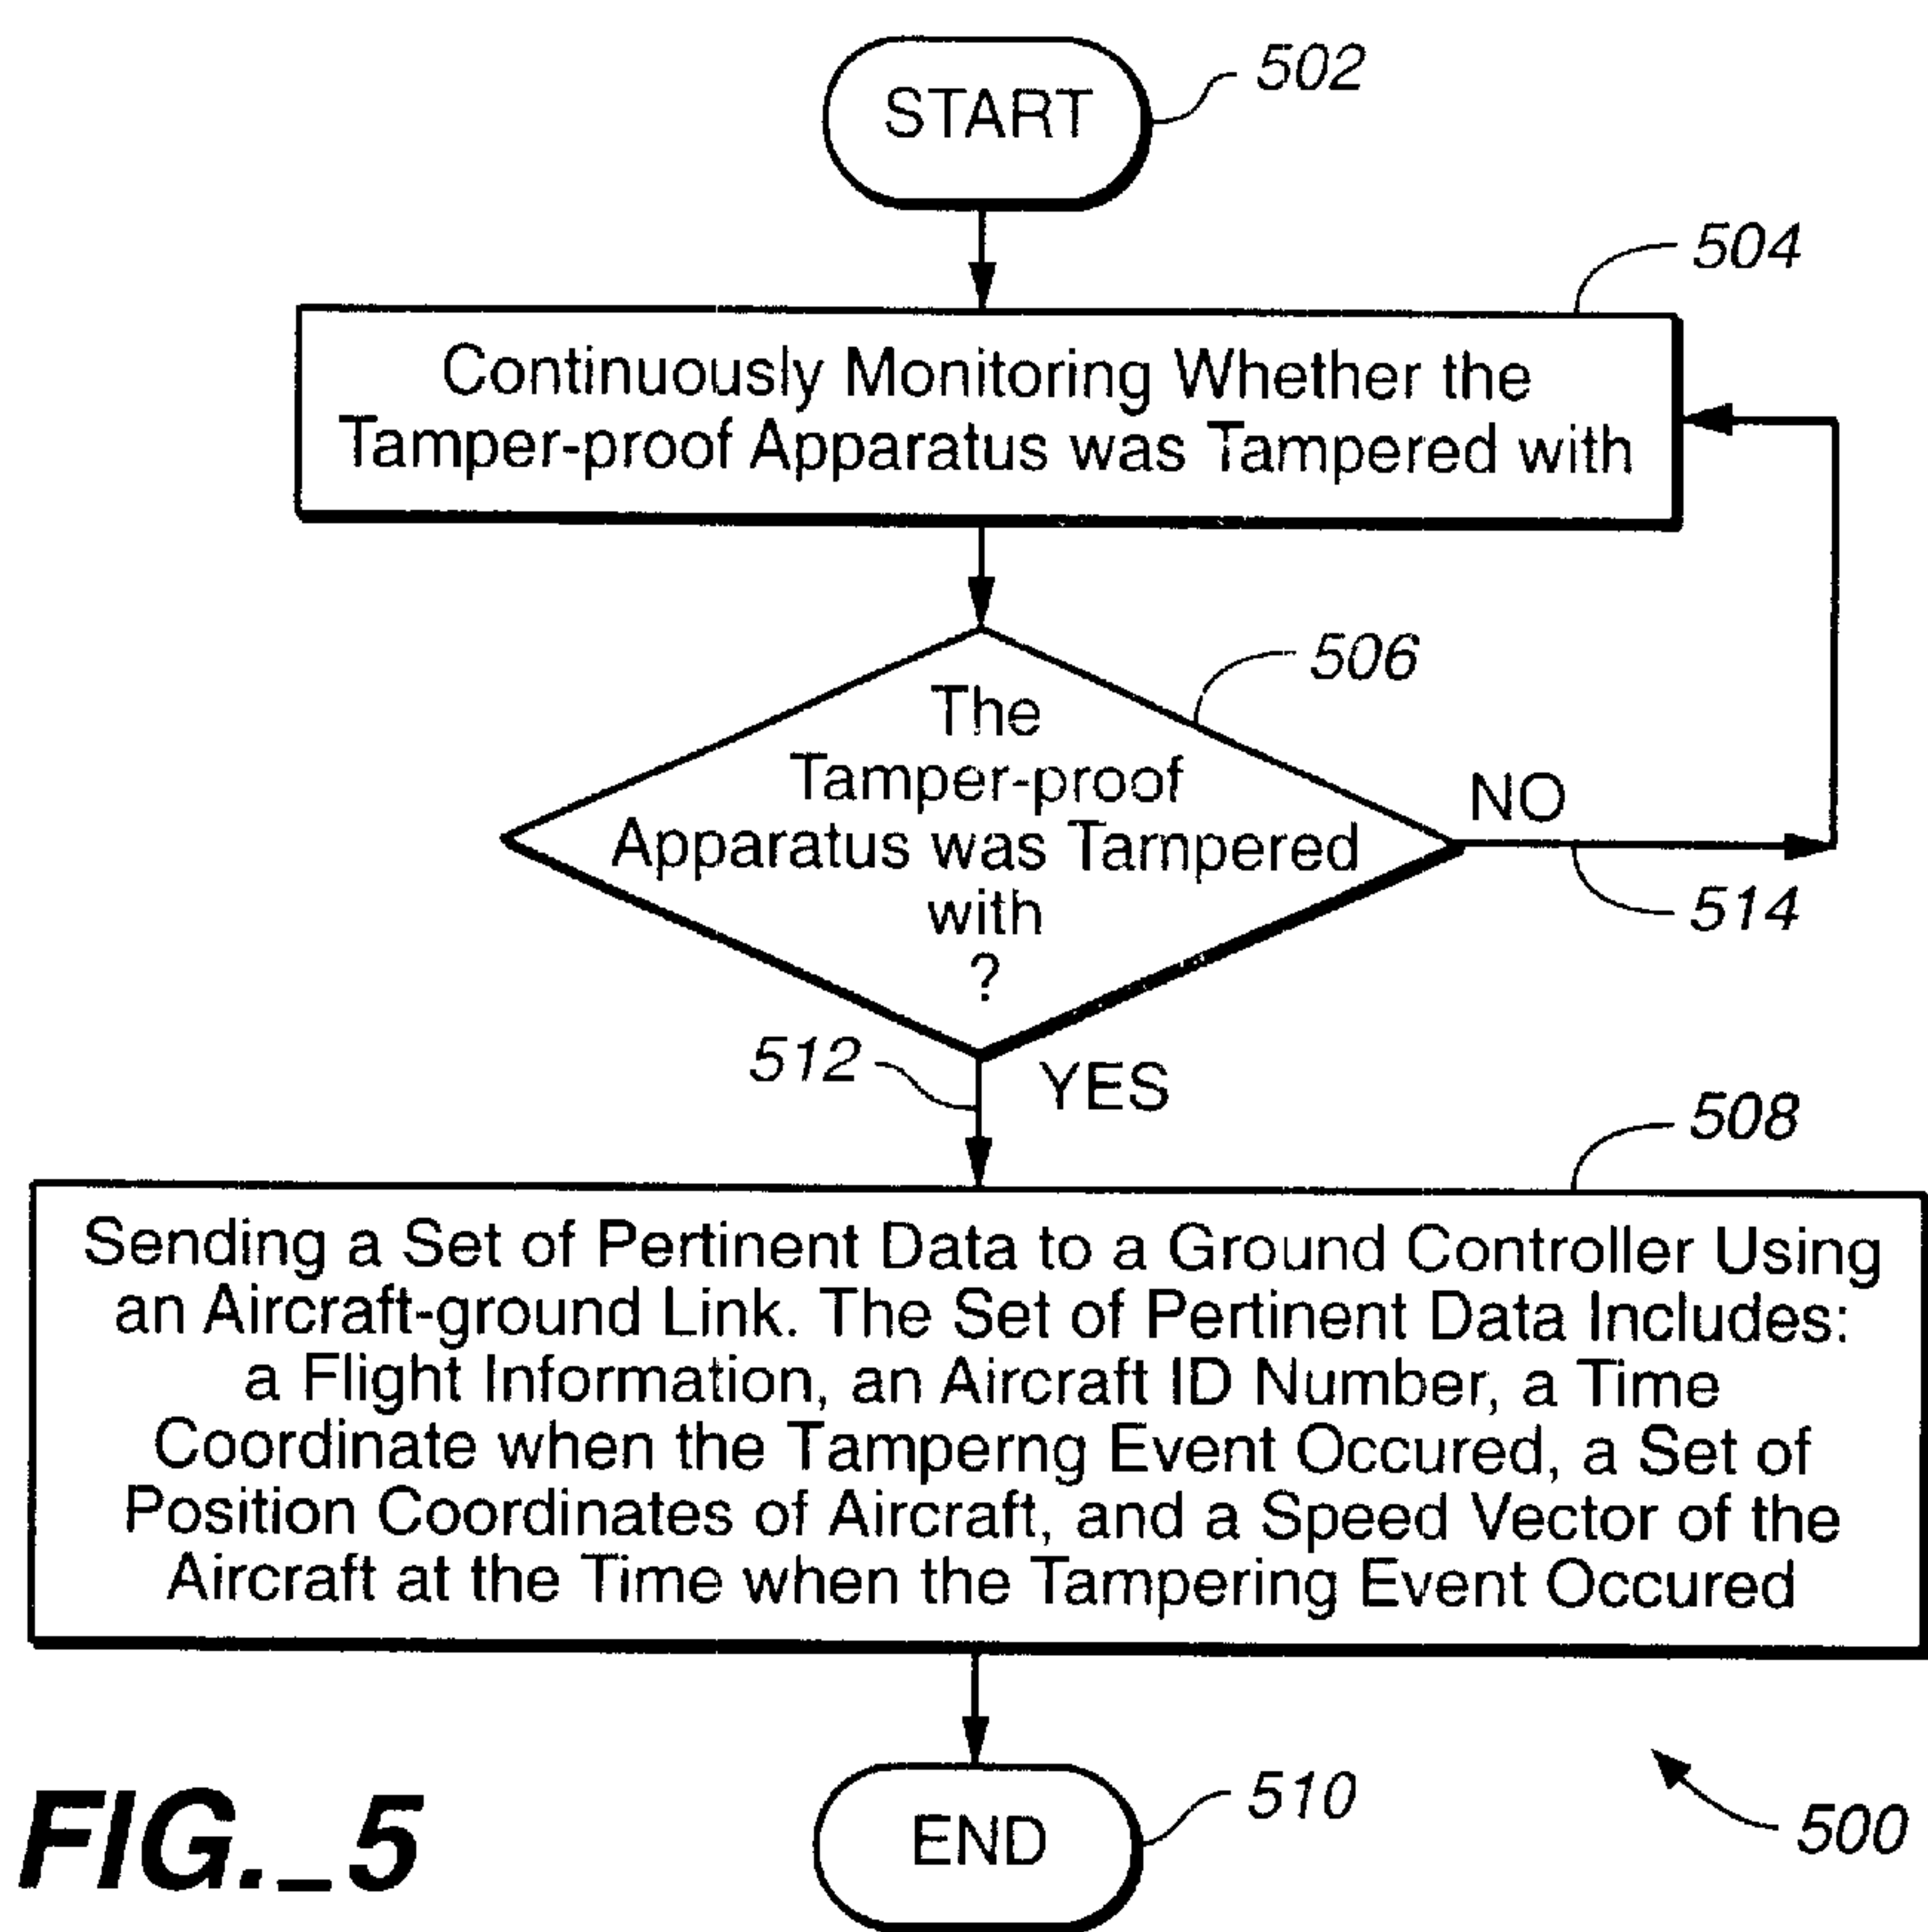 START
502
504
Continuously Monitoring Whether the
Tamper-proof Apparatus was Tampered with
506
The
Tamper-proof
Apparatus was Tampered
with
?
NO
514
512
YES
508
Sending a Set of Pertinent Data to a Ground Controller Using
an Aircraft-ground Link. The Set of Pertinent Data Includes:
a Flight Information, an Aircraft ID Number, a Time
Coordinate when the Tamperng Event Occured, a Set of
Position Coordinates of Aircraft, and a Speed Vector of the
Aircraft at the Time when the Tampering Event Occured
END
510
500
FIG._5